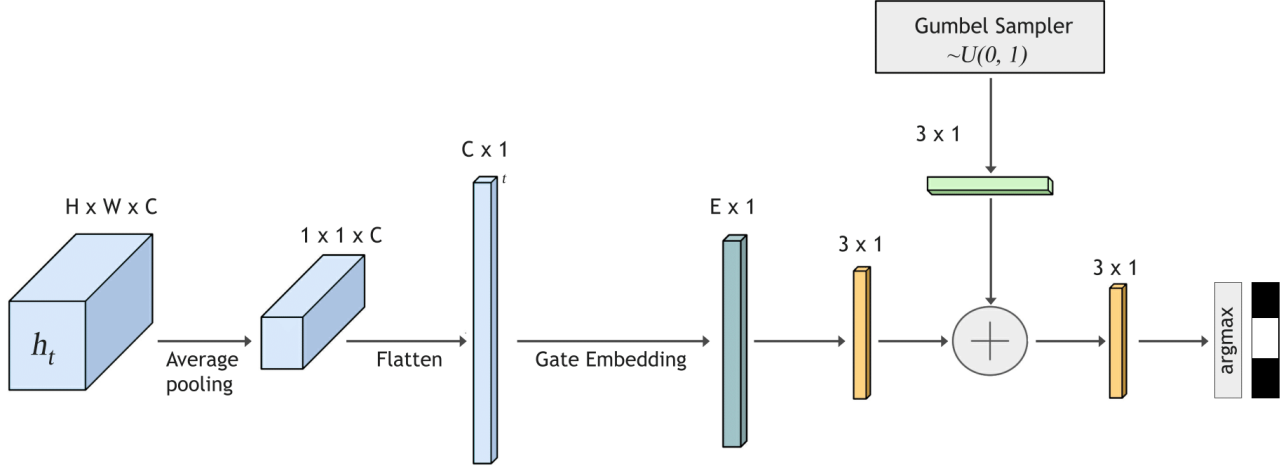 Gumbel Sampler
~U(0, 1)
3 x 1
C x 1
t
H x W x C
1 x 1 x C
E x 1
3 x 1
3 x 1
h_t
Average
pooling
Flatten
Gate Embedding
argmax